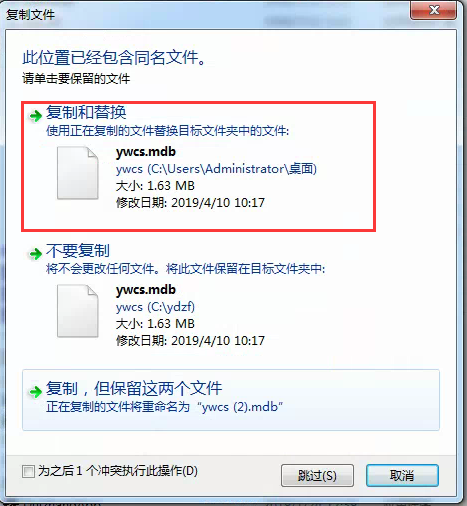 复制文件
此位置已经包含同名文件。
请单击要保留的文件
复制和替换
使用正在复制的文件替换目标文件夹中的文件:
ywcs.mdb
ywcs (C:\Users\Administrator\桌面)
大小: 1.63 MB
修改日期: 2019/4/10 10:17
不要复制
将不会更改任何文件。将此文件保留在目标文件夹中:
ywcs.mdb
ywcs (C:\ydzf)
大小: 1.63 MB
修改日期: 2019/4/10 10:17
复制，但保留这两个文件
正在复制的文件将重命名为“ywcs (2).mdb”
为之后 1 个冲突执行此操作(D)
跳过(S)
取消